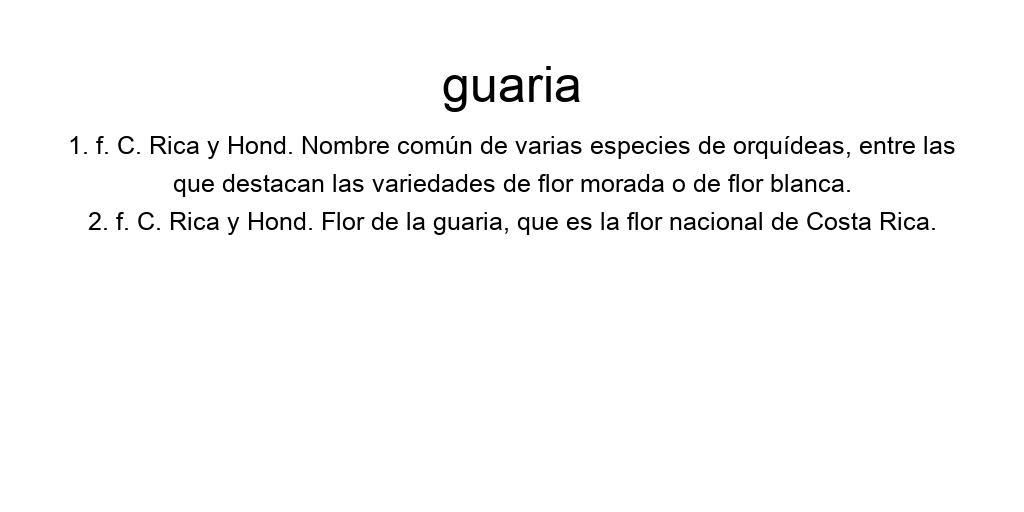 guaria
1. f. C. Rica y Hond. Nombre común de varias especies de orquídeas, entre las
que destacan las variedades de flor morada o de flor blanca.
2. f. C. Rica y Hond. Flor de la guaria, que es la flor nacional de Costa Rica.